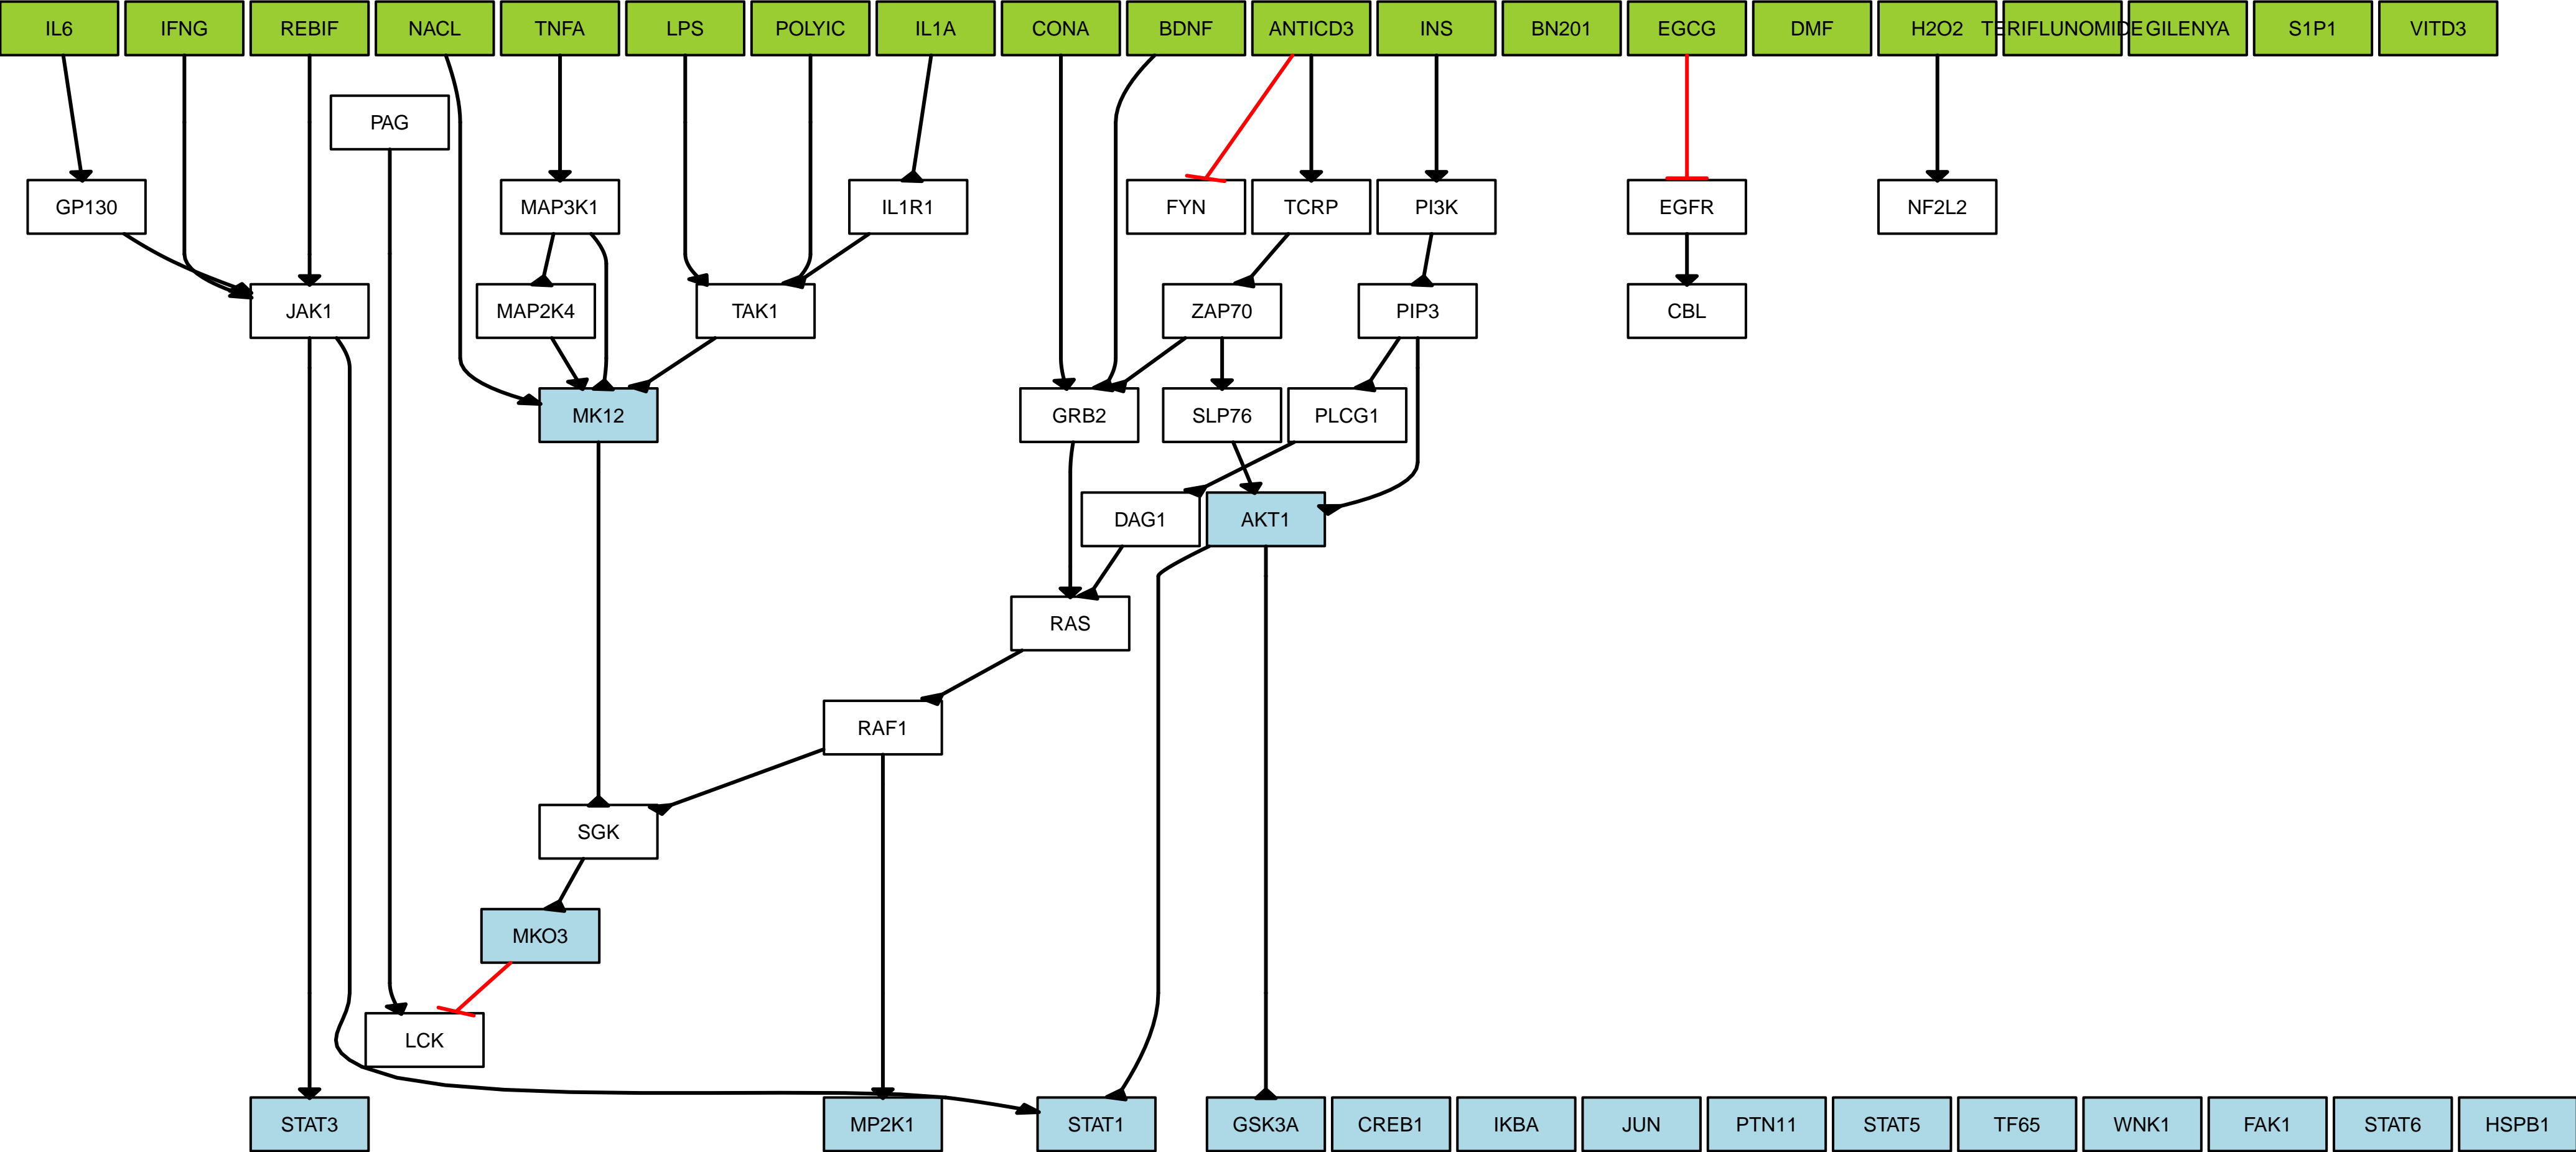 IL6
IFNG
REBIF
NACL
TNFA
LPS
POLYIC
IL1A
CONA
BDNF
ANTICD3
INS
BN201
EGCG
DMF
H2O2
TERIFLUNOMIDE
GILENYA
S1P1
VITD3
PAG
GP130
MAP3K1
IL1R1
FYN
TCRP
PI3K
EGFR
NF2L2
JAK1
MAP2K4
TAK1
ZAP70
PIP3
CBL
MK12
GRB2
SLP76
PLCG1
DAG1
AKT1
RAS
RAF1
SGK
MKO3
LCK
STAT3
MP2K1
STAT1
GSK3A
CREB1
IKBA
JUN
PTN11
STAT5
TF65
WNK1
FAK1
STAT6
HSPB1